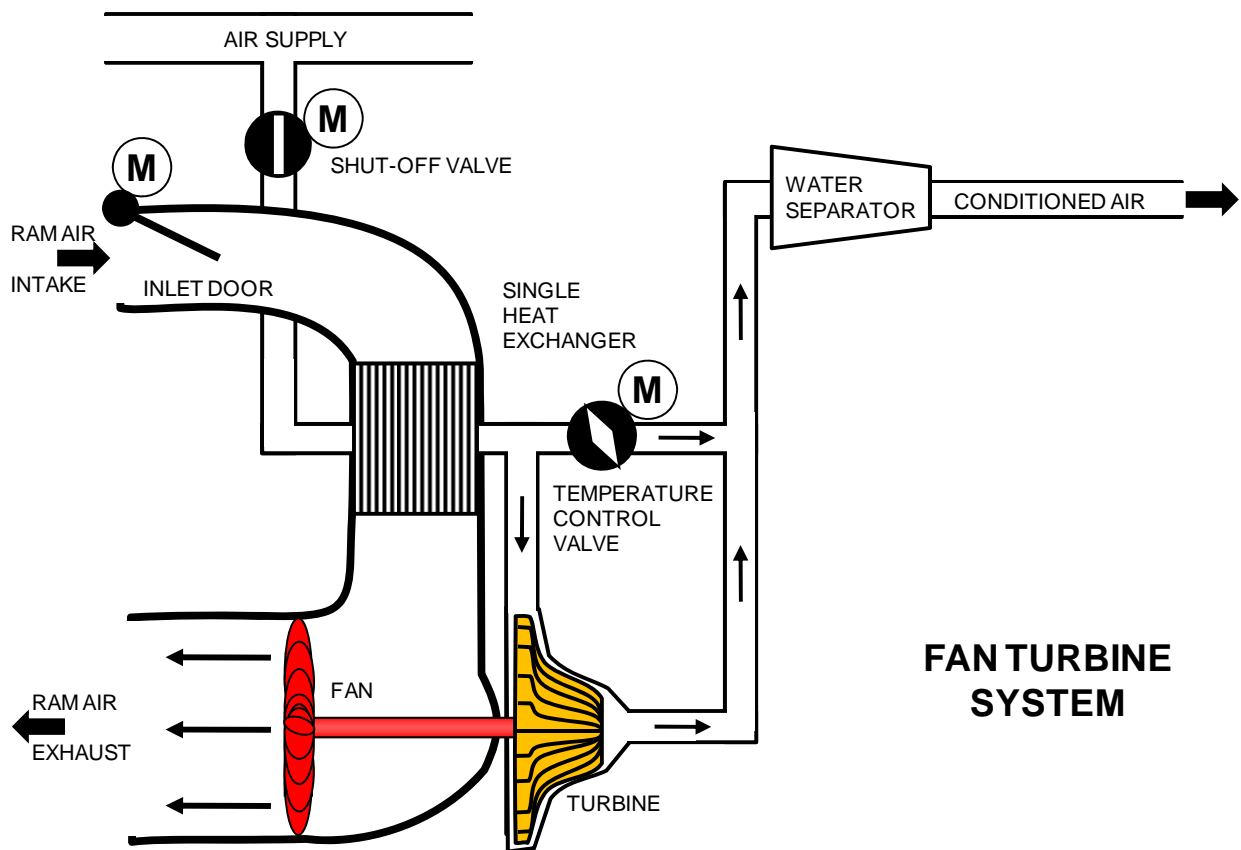 AIR SUPPLY
M
SHUT-OFF VALVE
M
RAM AIR
INTAKE
INLET DOOR
SINGLE
HEAT
EXCHANGER
M
TEMPERATURE
CONTROL
VALVE
WATER
SEPARATOR
CONDITIONED AIR
FAN
RAM AIR
EXHAUST
TURBINE
FAN TURBINE
SYSTEM